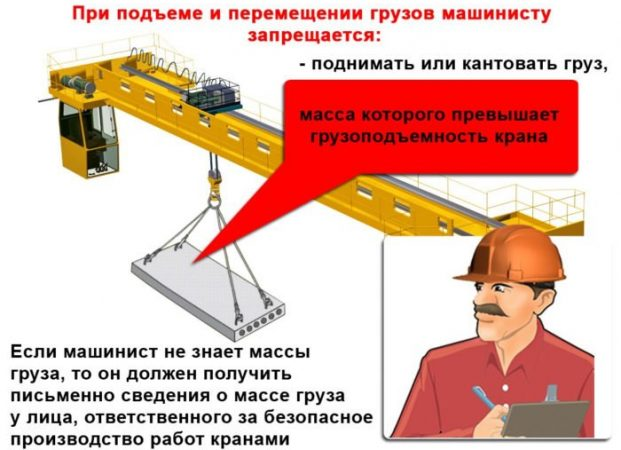 При подъеме и перемещении грузов машинисту
запрещается:
- поднимать или кантовать груз,
масса которого превышает
грузоподъемность крана
Если машинист не знает массы
груза, то он должен получить
письменно сведения о массе груза
у лица, ответственного за безопасное
производство работ кранами